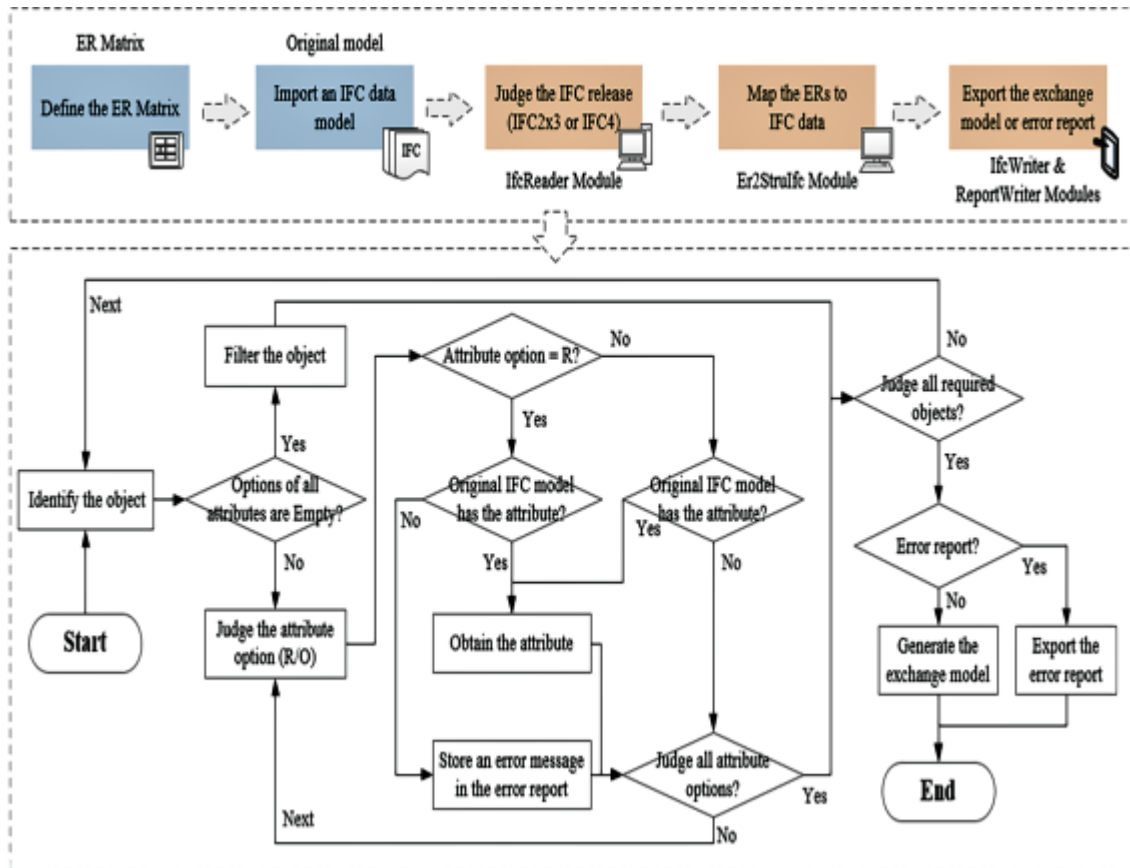 ER Matrix
Original model
Define the ER Matrix
Import an IFC data
model
IFC
Judge the IFC release
(IFC2x3 or IFC4)
Map the ERs to
IFC data
Export the exchange
model or error report
IfcReader Module
Er2StruIfc Module
IfcWriter &
ReportWriter Modules
Next
Filter the object
Attribute option = R?
No
No
Judge all required
objects?
Yes
Yes
Yes
Identify the object
Options of all
attributes are Empty?
Original IFC model
has the attribute?
Original IFC model
has the attribute?
No
Yes
Error report?
Yes
No
Yes
No
No
Start
Judge the attribute
option (R/O)
Obtain the attribute
Generate the
exchange model
Export the
error report
Store an error message
in the error report
Judge all attribute
options?
Yes
End
Next
No